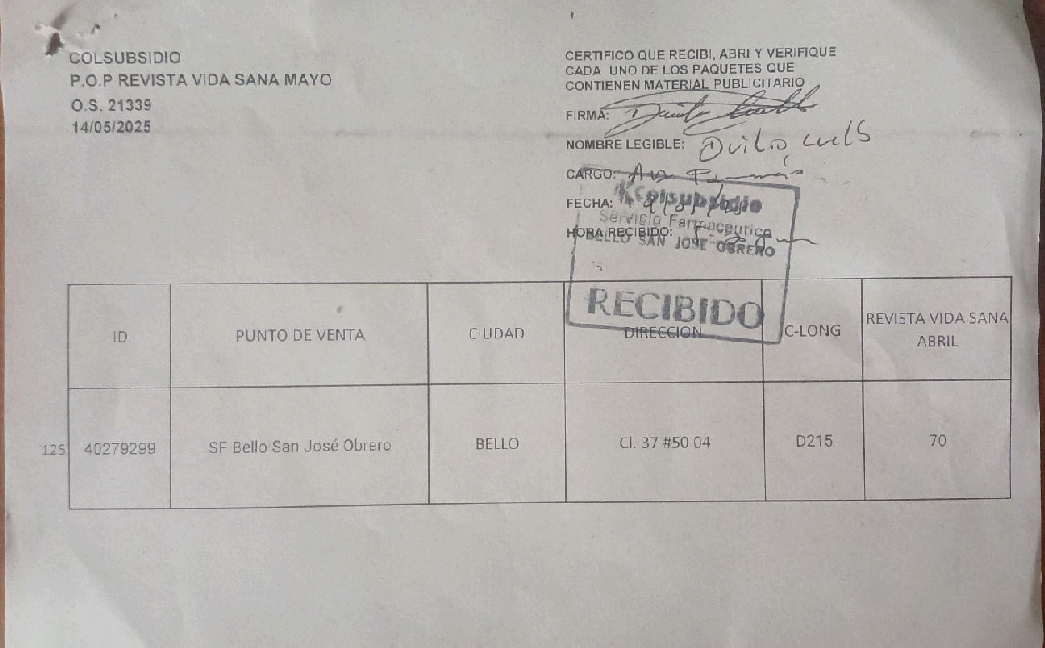 COLSUBSIDIO
P.O.P REVISTA VIDA SANA MAYO
O.S. 21339
14/05/2025
CERTIFICO QUE RECIBI, ABRI Y VERIFIQUE
CADA UNO DE LOS PAQUETES QUE
CONTIENEN MATERIAL PUBLICITARIO
FIRMA:
NOMBRE LEGIBLE:
CARGO:
FECHA:
HORA RECIBIDO:
Colsubsidio
Servicio Farmaceutico
BELLO SAN JOSE OBRERO
RECIBIDO
ID PUNTO DE VENTA CIUDAD DIRECCION C-LONG REVISTA VIDA SANA
ABRIL
125 40279299 SF Bello San José Obrero BELLO Cl. 37 #50 04 D215 70